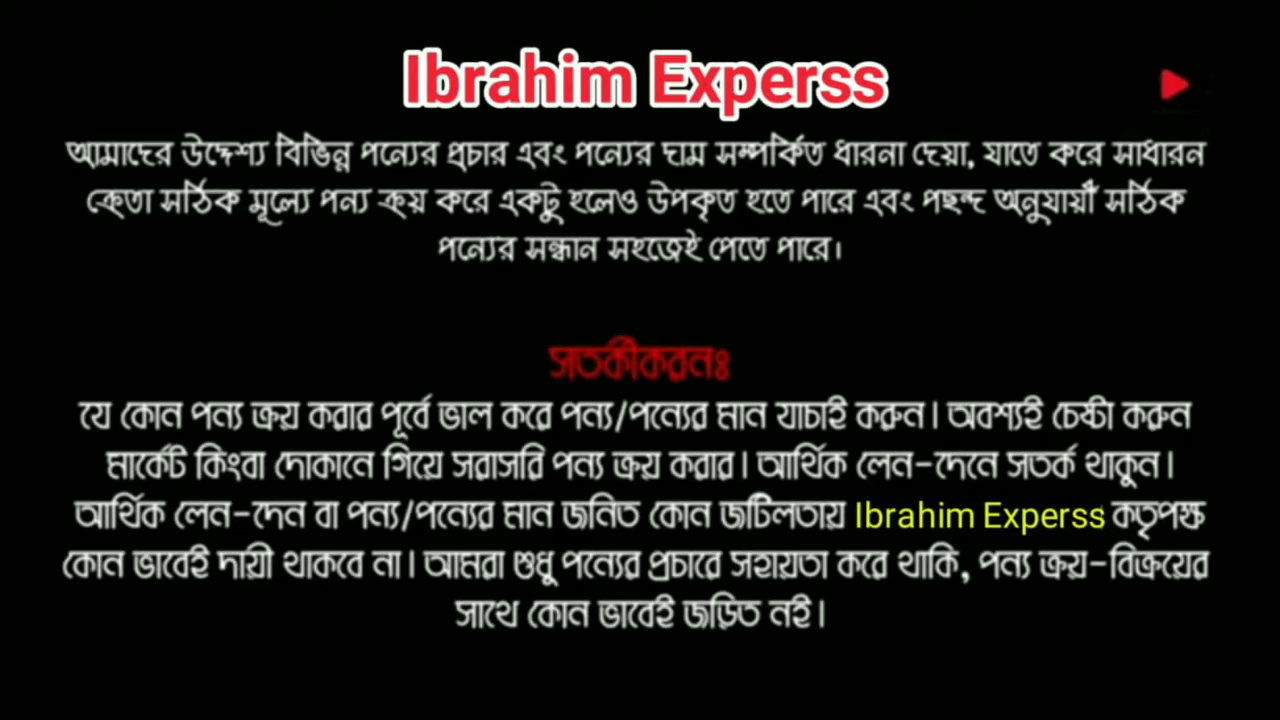 Ibrahim Experss
আমাদের উদ্দেশ্য বিভিন্ন পন্যের প্রচার এবং পন্যের দাম সম্পর্কিত ধারনা দেয়া, যাতে করে সাধারন
ক্রেতা সঠিক মূল্যে পন্য ক্রয় করে একটু হলেও উপকৃত হতে পারে এবং পছন্দ অনুযায়ী সঠিক
পন্যের সন্ধান সহজেই পেতে পারে।
সতর্কীকরনঃ
যে কোন পন্য ক্রয় করার পূর্বে ভাল করে পন্য/পন্যের মান যাচাই করুন। অবশ্যই চেষ্টা করুন
মার্কেট কিংবা দোকানে গিয়ে সরাসরি পন্য ক্রয় করার। আর্থিক লেন-দেনে সতর্ক থাকুন।
আর্থিক লেন-দেন বা পন্য/পন্যের মান জনিত কোন জটিলতায় Ibrahim Experss কতৃপক্ষ
কোন ভাবেই দায়ী থাকবে না। আমরা শুধু পন্যের প্রচারে সহায়তা করে থাকি, পন্য ক্রয়-বিক্রয়ের
সাথে কোন ভাবেই জড়িত নই।